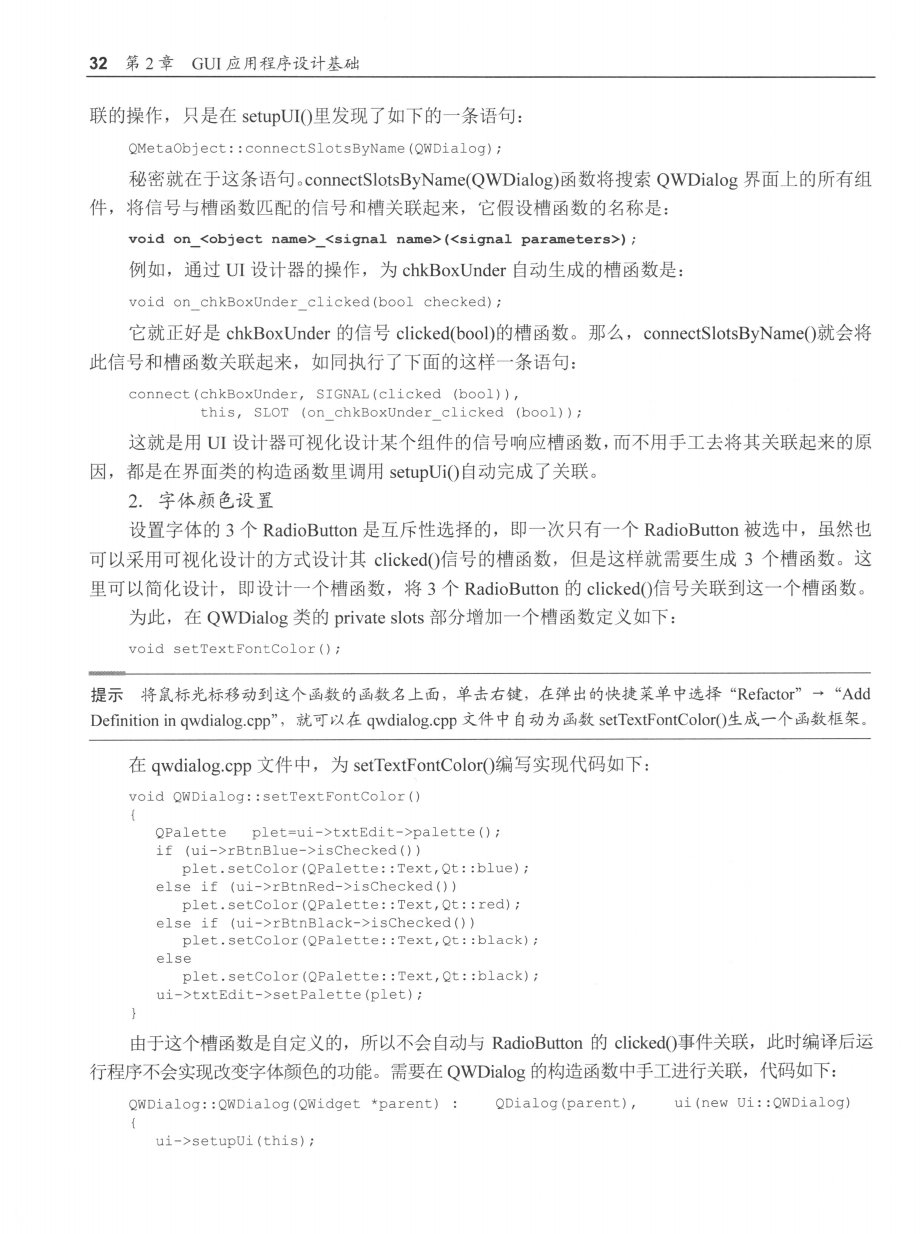 32 第 2 章 GUI 应用程序设计基础
联的操作，只是在 setupUI()里发现了如下的一条语句：
QMetaObject::connectSlotsByName(QWDialog);
秘密就在于这条语句。connectSlotsByName(QWDialog)函数将搜索 QWDialog 界面上的所有组
件，将信号与槽函数匹配的信号和槽关联起来，它假设槽函数的名称是：
void on_<object name>_<signal name>(<signal parameters>);
例如，通过 UI 设计器的操作，为 chkBoxUnder 自动生成的槽函数是：
void on_chkBoxUnder_clicked(bool checked);
它就正好是 chkBoxUnder 的信号 clicked(bool)的槽函数。那么，connectSlotsByName()就会将
此信号和槽函数关联起来，如同执行了下面的这样一条语句：
connect(chkBoxUnder, SIGNAL(clicked (bool)),
this, SLOT (on_chkBoxUnder_clicked (bool));
这就是用 UI 设计器可视化设计某个组件的信号响应槽函数，而不用手工去将其关联起来的原
因，都是在界面类的构造函数里调用 setupUi()自动完成了关联。
2．字体颜色设置
设置字体的 3 个 RadioButton 是互斥性选择的，即一次只有一个 RadioButton 被选中，虽然也
可以采用可视化设计的方式设计其 clicked()信号的槽函数，但是这样就需要生成 3 个槽函数。这
里可以简化设计，即设计一个槽函数，将 3 个 RadioButton 的 clicked()信号关联到这一个槽函数。
为此，在 QWDialog 类的 private slots 部分增加一个槽函数定义如下：
void setTextFontColor();
提示 将鼠标光标移动到这个函数的函数名上面，单击右键，在弹出的快捷菜单中选择“Refactor”→“Add
Definition in qwdialog.cpp”，就可以在 qwdialog.cpp 文件中自动为函数 setTextFontColor()生成一个函数框架。
在 qwdialog.cpp 文件中，为 setTextFontColor()编写实现代码如下：
void QWDialog::setTextFontColor()
{
QPalette plet=ui->txtEdit->palette();
if (ui->rBtnBlue->isChecked())
plet.setColor(QPalette::Text,Qt::blue);
else if (ui->rBtnRed->isChecked())
plet.setColor(QPalette::Text,Qt::red);
else if (ui->rBtnBlack->isChecked())
plet.setColor(QPalette::Text,Qt::black);
else
plet.setColor(QPalette::Text,Qt::black);
ui->txtEdit->setPalette(plet);
}
由于这个槽函数是自定义的，所以不会自动与 RadioButton 的 clicked()事件关联，此时编译后运
行程序不会实现改变字体颜色的功能。需要在 QWDialog 的构造函数中手工进行关联，代码如下：
QWDialog::QWDialog(QWidget *parent) : QDialog(parent), ui(new Ui::QWDialog)
{
ui->setupUi(this);